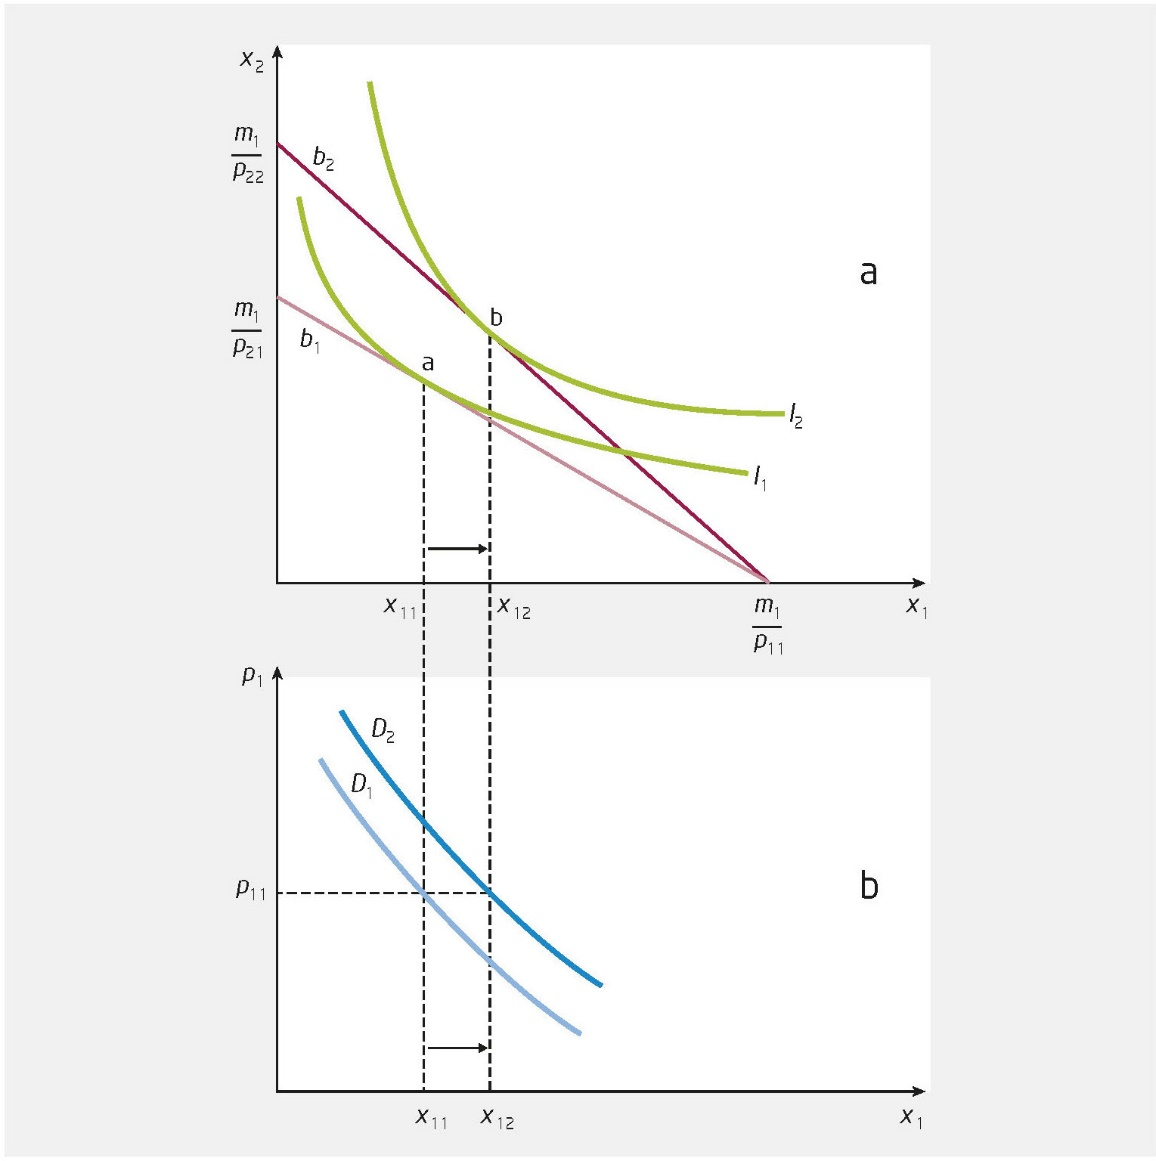 x₂
m₁
p₂₂
b₂
a
m₁
p₂₁
b
b₁
a
I₂
I₁
x₁₁
x₁₂
m₁
p₁₁
x₁
p₁
D₂
D₁
p₁₁
b
x₁₁
x₁₂
x₁